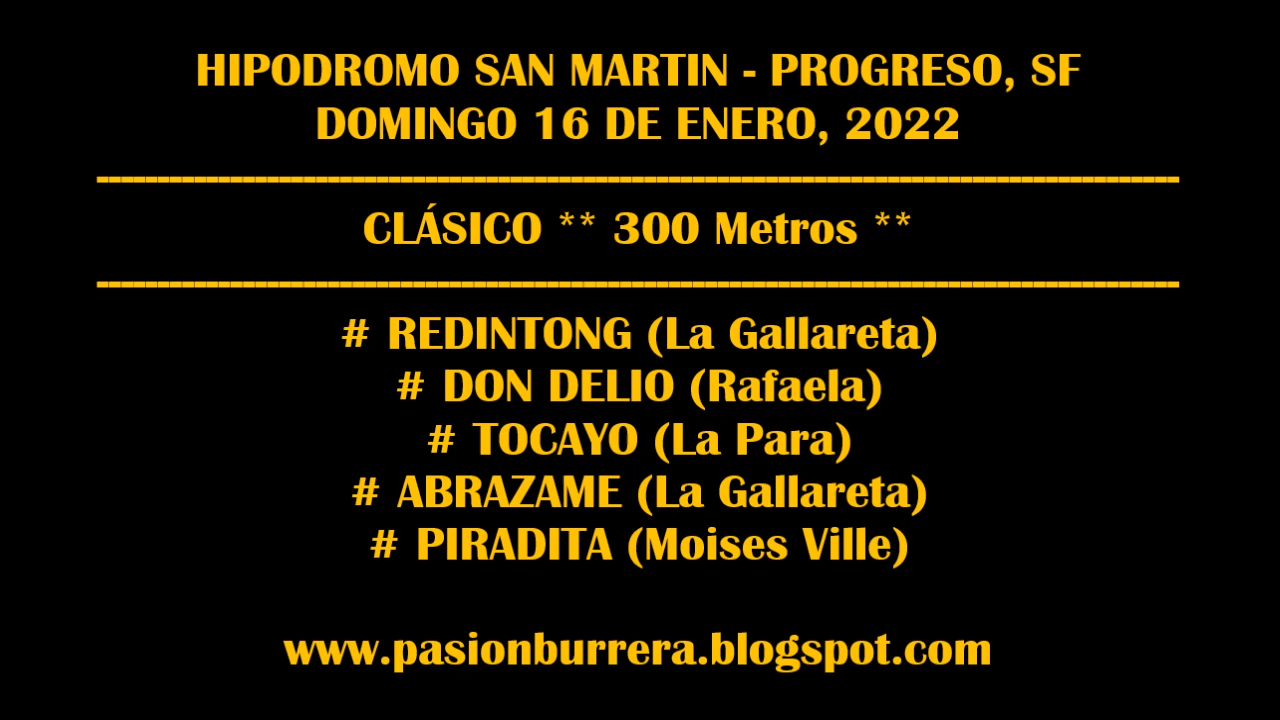 HIPODROMO SAN MARTIN - PROGRESO, SF
DOMINGO 16 DE ENERO, 2022
--------------------------------------------------------------------------------
CLÁSICO ** 300 Metros **
--------------------------------------------------------------------------------
# REDINTONG (La Gallareta)
# DON DELIO (Rafaela)
# TOCAYO (La Para)
# ABRAZAME (La Gallareta)
# PIRADITA (Moises Ville)
www.pasionburrera.blogspot.com